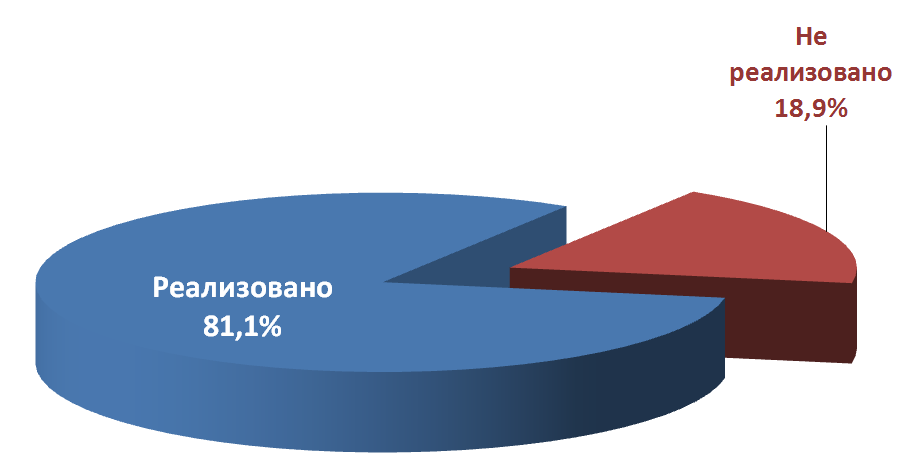 Не
реализовано
18,9%
Реализовано
81,1%